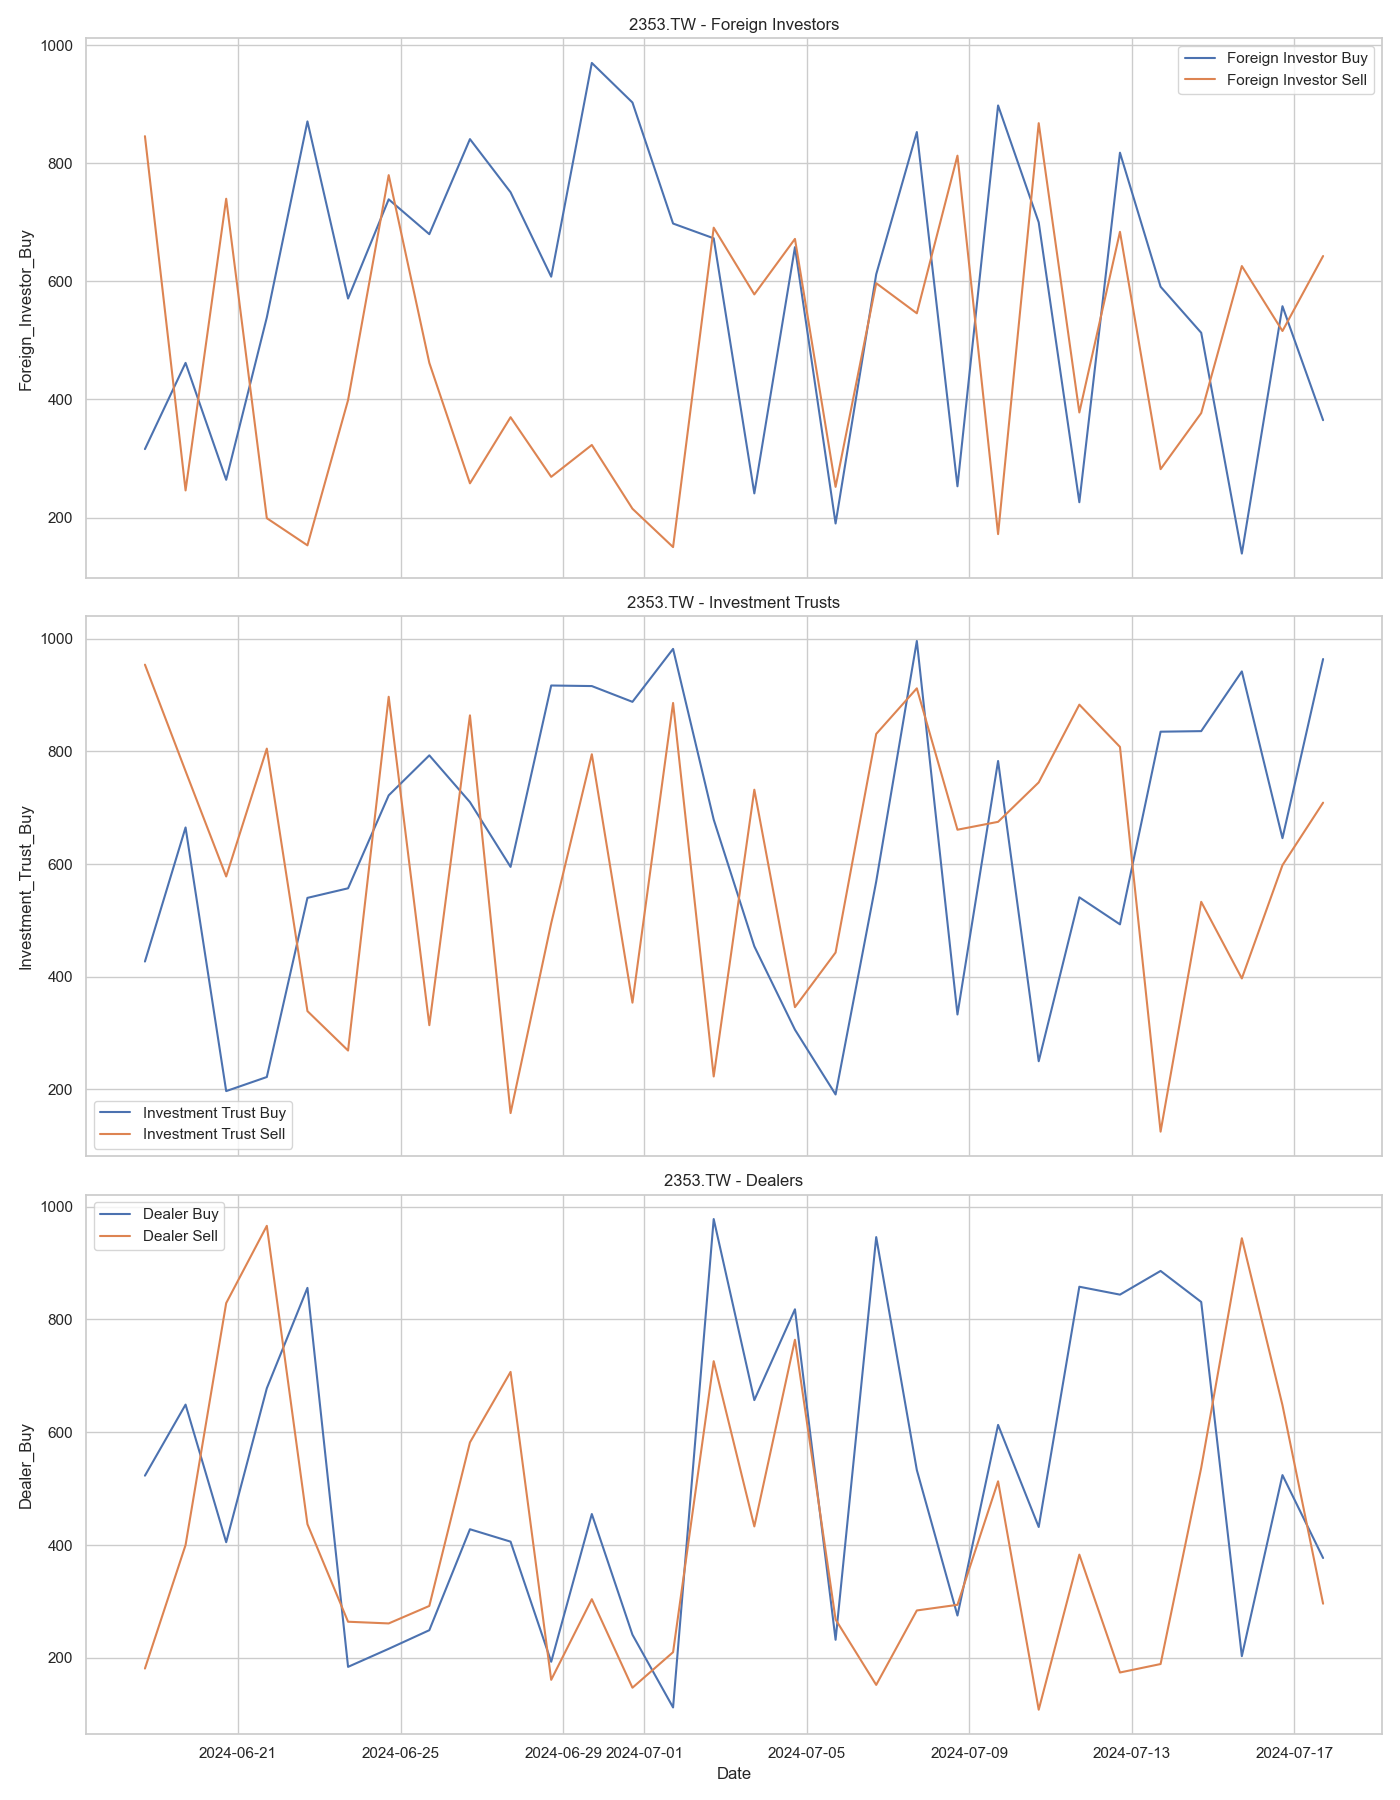 2353.TW - Foreign Investors
1000
800
600
400
200
Foreign_Investor_Buy
Foreign Investor Buy
Foreign Investor Sell
2353.TW - Investment Trusts
1000
800
600
400
200
Investment_Trust_Buy
Investment Trust Buy
Investment Trust Sell
2353.TW - Dealers
1000
800
600
400
200
Dealer_Buy
Dealer Buy
Dealer Sell
2024-06-21 2024-06-25 2024-06-29 2024-07-01 2024-07-05 2024-07-09 2024-07-13 2024-07-17
Date